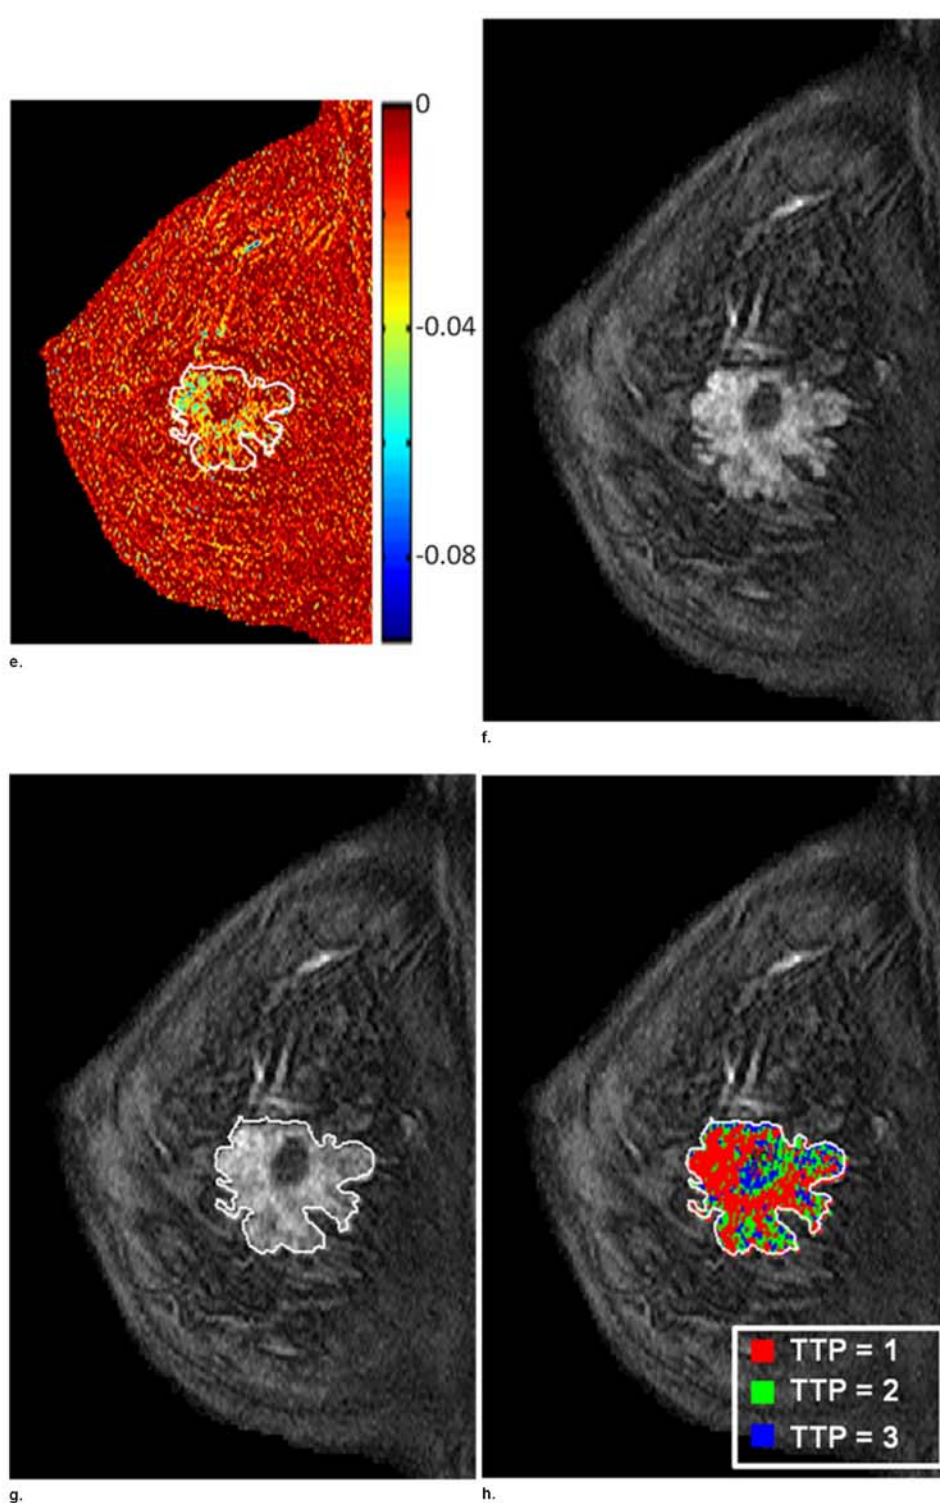 0
-0.04
-0.08
e.
f.
TTP = 1
TTP = 2
TTP = 3
g.
h.